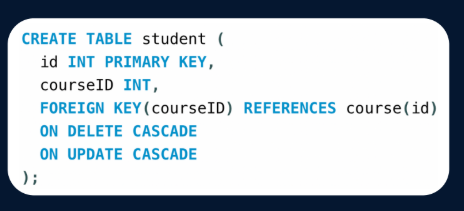 CREATE TABLE student (
id INT PRIMARY KEY,
courseID INT,
FOREIGN KEY(courseID) REFERENCES course(id)
ON DELETE CASCADE
ON UPDATE CASCADE
);